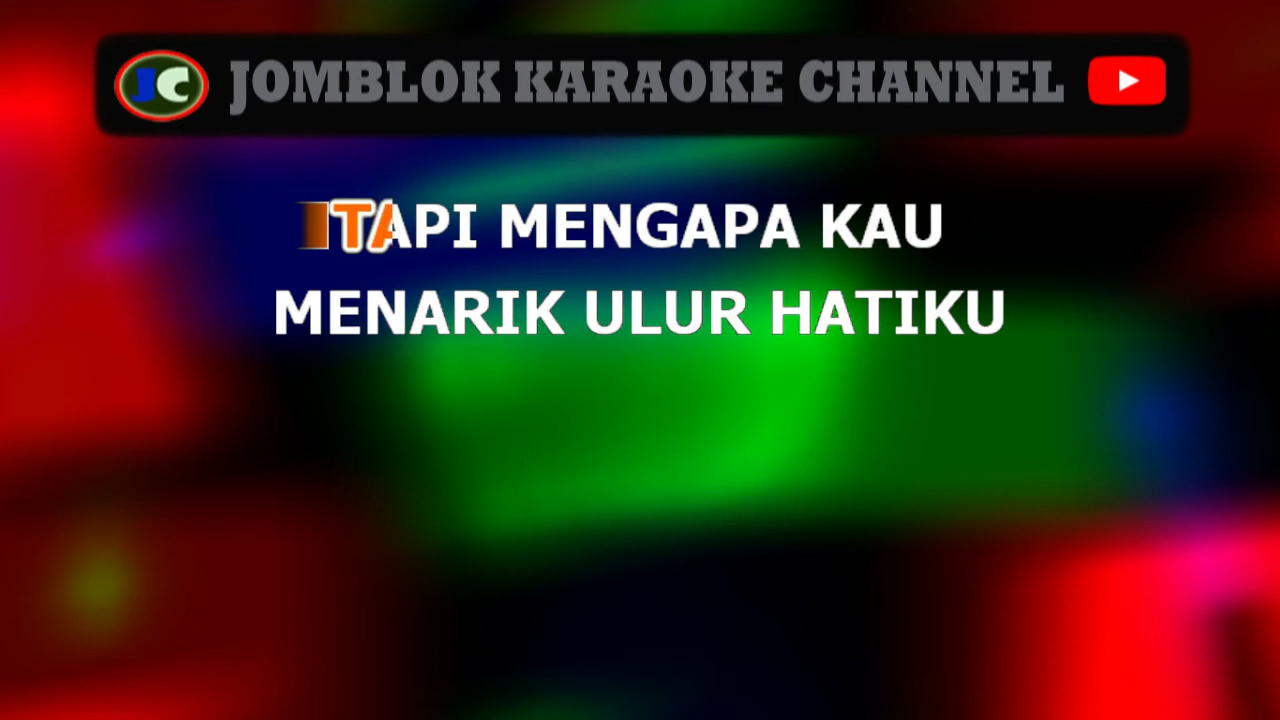 JC JOMBLOK KARAOKE CHANNEL
TAPI MENGAPA KAU
MENARIK ULUR HATIKU